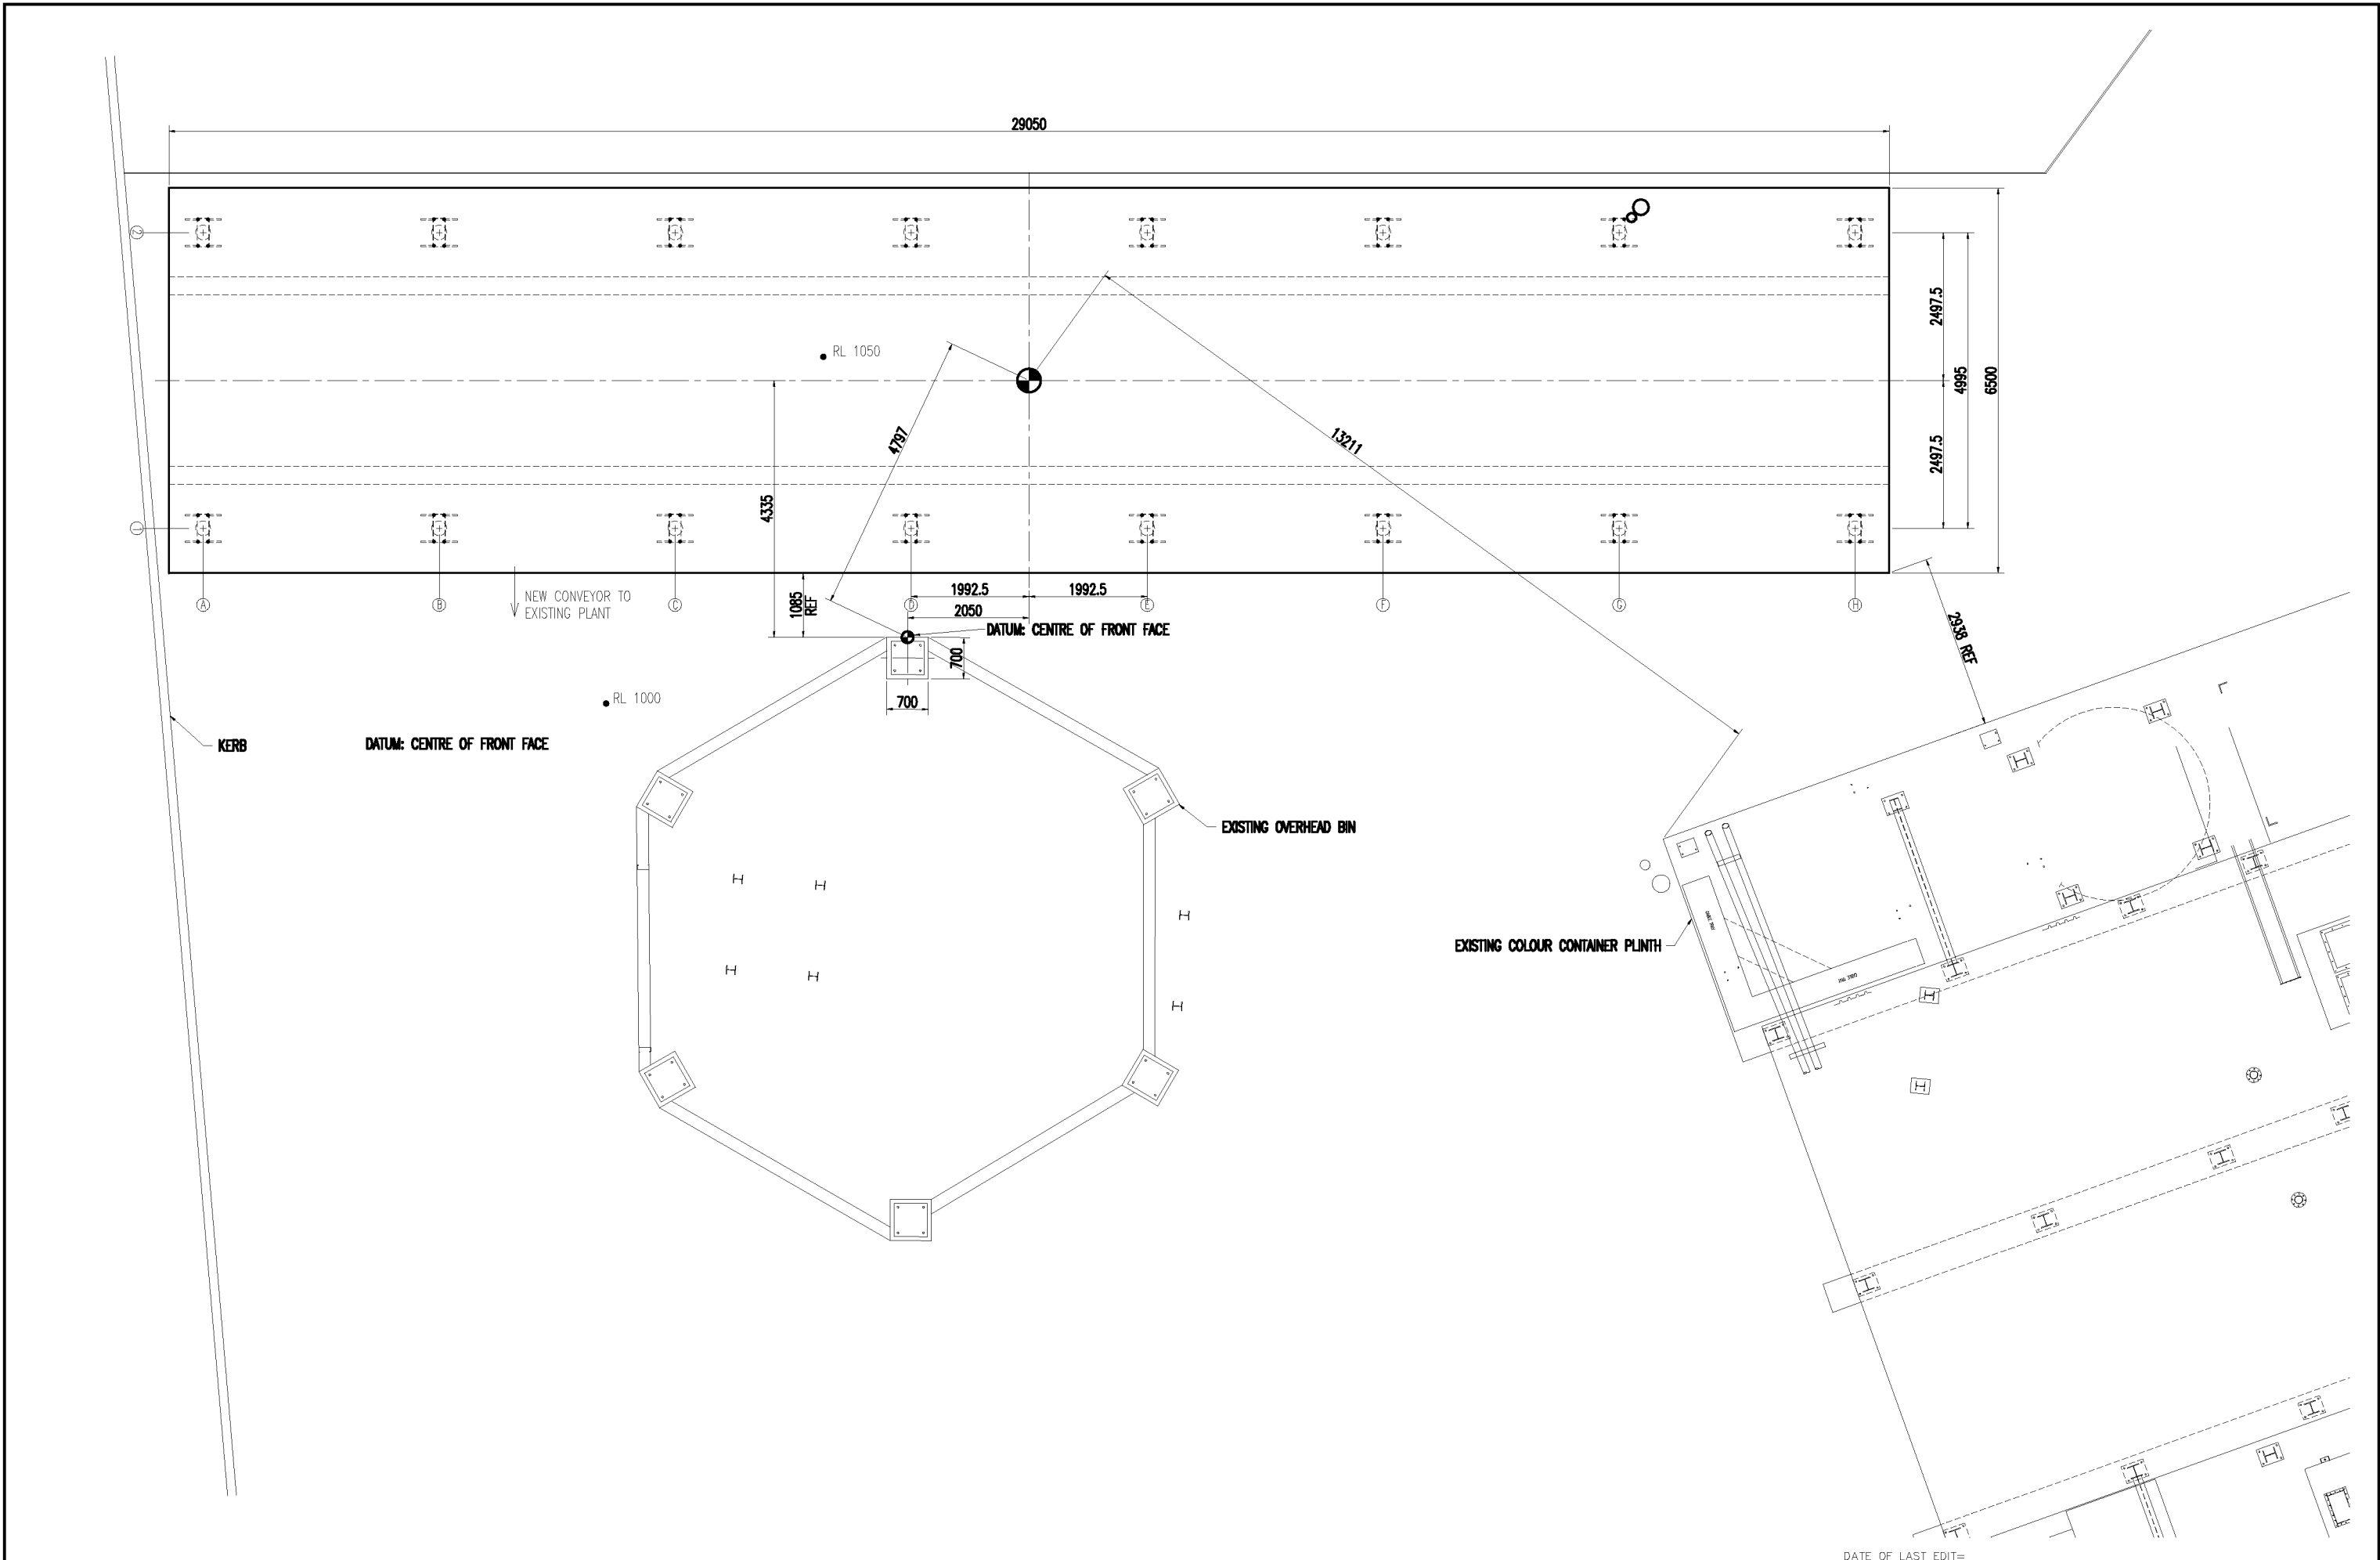 29050
2
RL 1050
2497.5
4995
6500
4797
13211
4335
2497.5
1
NEW CONVEYOR TO
EXISTING PLANT
1085
REF
1992.5
1992.5
A
B
C
D
E
F
G
H
2050
DATUM: CENTRE OF FRONT FACE
2938 REF
700
700
RL 1000
KERB
DATUM: CENTRE OF FRONT FACE
EXISTING OVERHEAD BIN
EXISTING COLOUR CONTAINER PLINTH
DATE OF LAST EDIT=